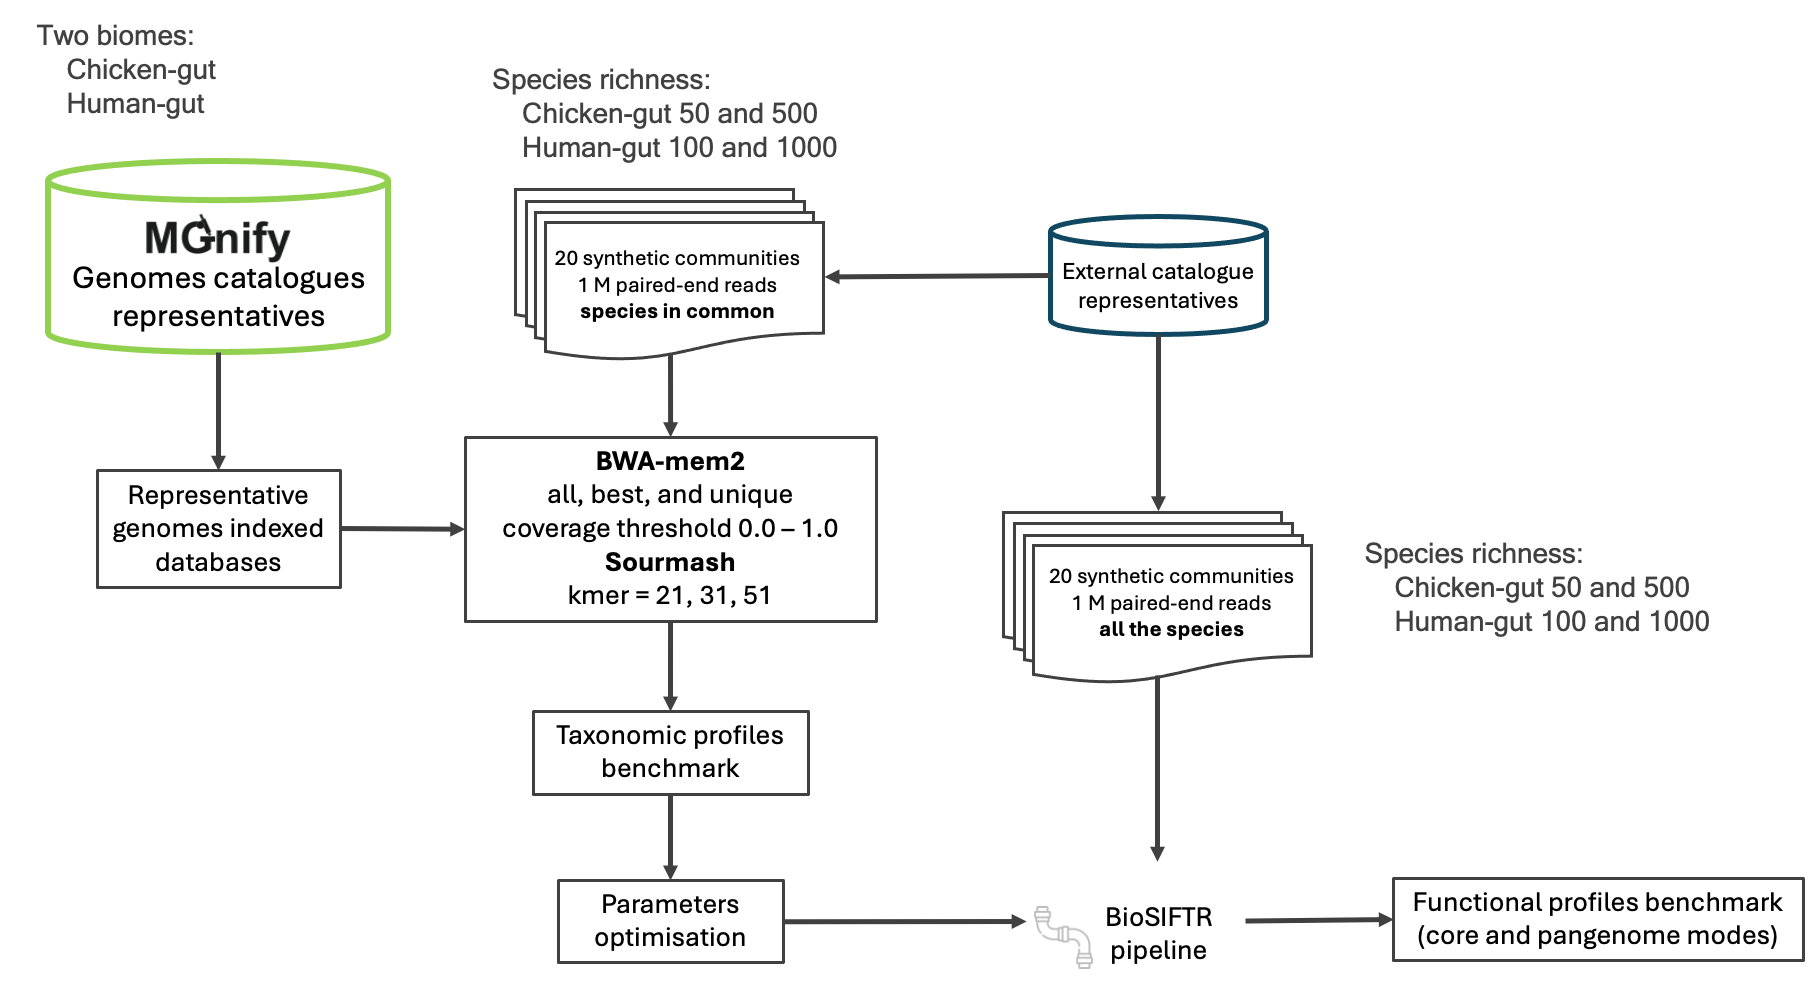 Two biomes:
Chicken-gut
Human-gut
Species richness:
Chicken-gut 50 and 500
Human-gut 100 and 1000
MGnify
Genomes catalogues
representatives
20 synthetic communities
1 M paired-end reads
species in common
External catalogue
representatives
Representative
genomes indexed
databases
BWA-mem2
all, best, and unique
coverage threshold 0.0 – 1.0
Sourmash
kmer = 21, 31, 51
20 synthetic communities
1 M paired-end reads
all the species
Species richness:
Chicken-gut 50 and 500
Human-gut 100 and 1000
Taxonomic profiles
benchmark
Parameters
optimisation
BioSIFTR
pipeline
Functional profiles benchmark
(core and pangenome modes)